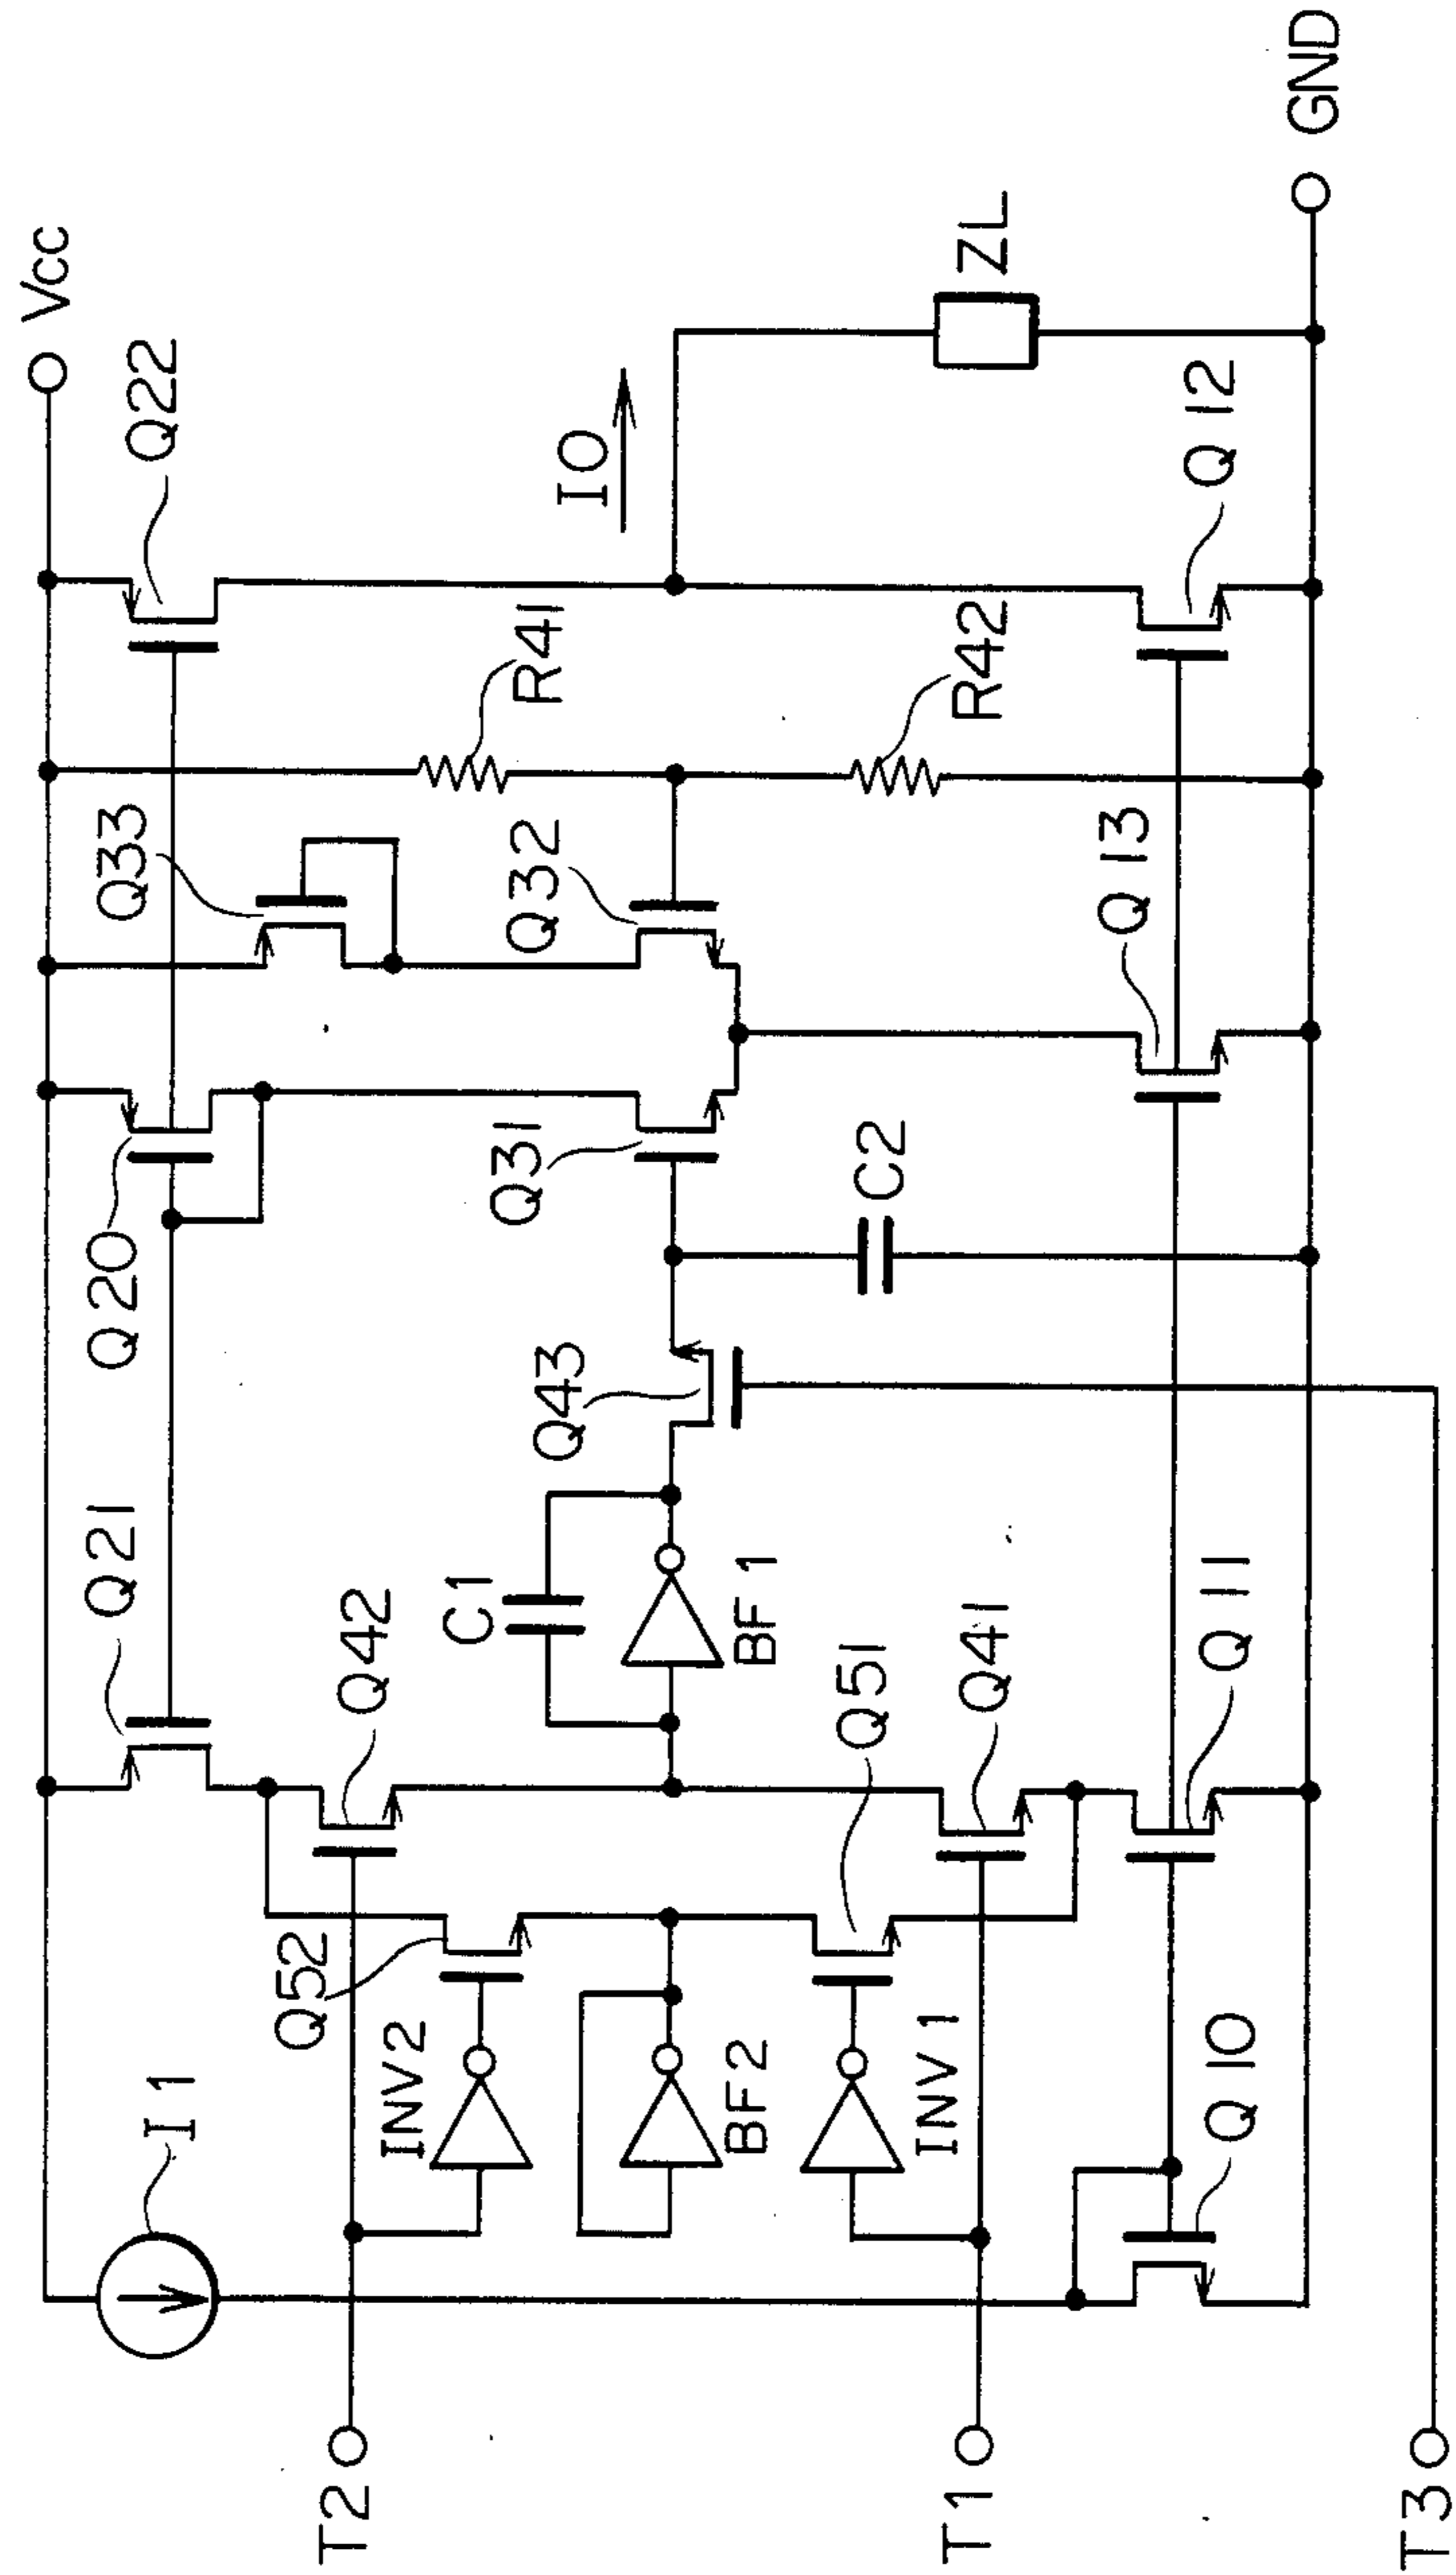 Vcc
GND
Q22
IO
ZL
Q12
R41
R42
Q33
Q32
Q13
Q20
Q31
C2
Q43
Q21
Q42
C1
BF1
Q51
Q41
Q11
Q52
INV2
BF2
INV1
I1
Q10
T2
T1
T3